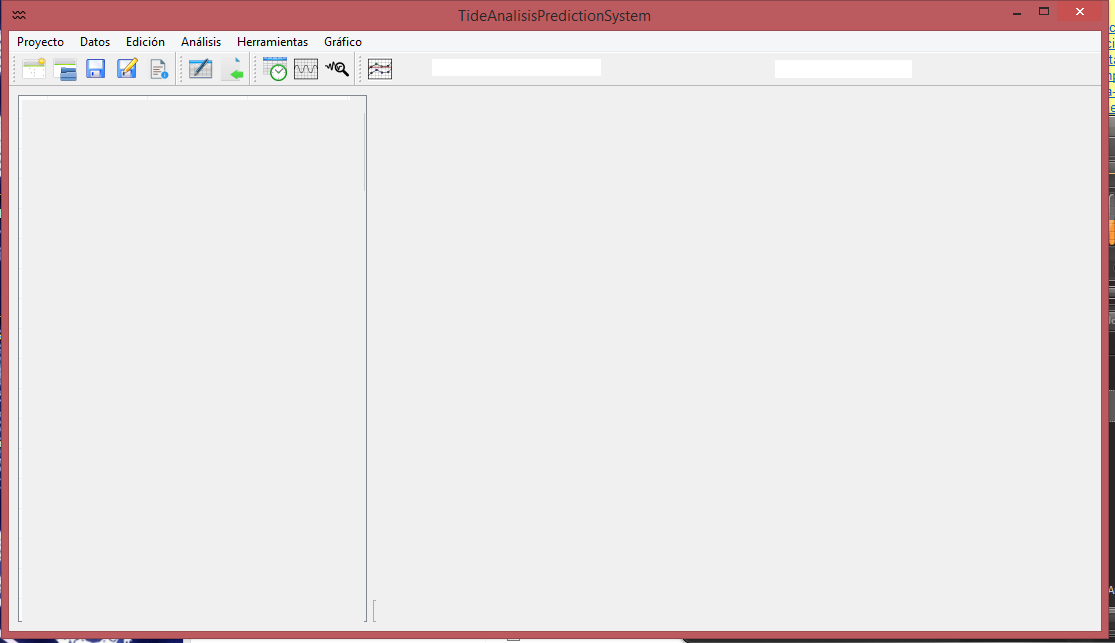 TideAnalisisPredictionSystem
Proyecto Datos Edición Análisis Herramientas Gráfico